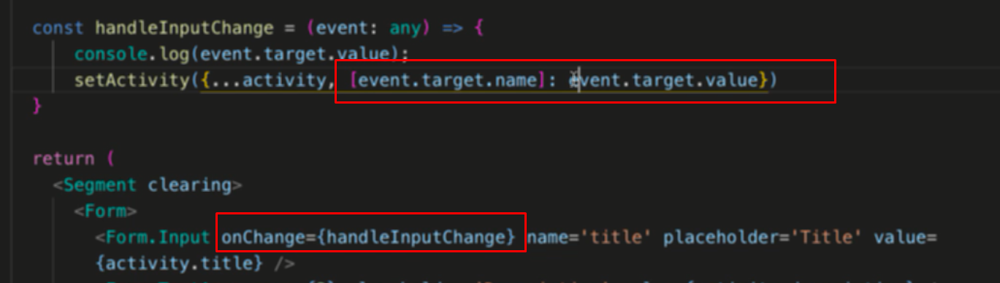 const handleInputChange = (event: any) => {
console.log(event.target.value);
setActivity({...activity, [event.target.name]: event.target.value})
}
return (
<Segment clearing>
<Form>
<Form.Input onChange={handleInputChange} name='title' placeholder='Title' value=
{activity.title} />